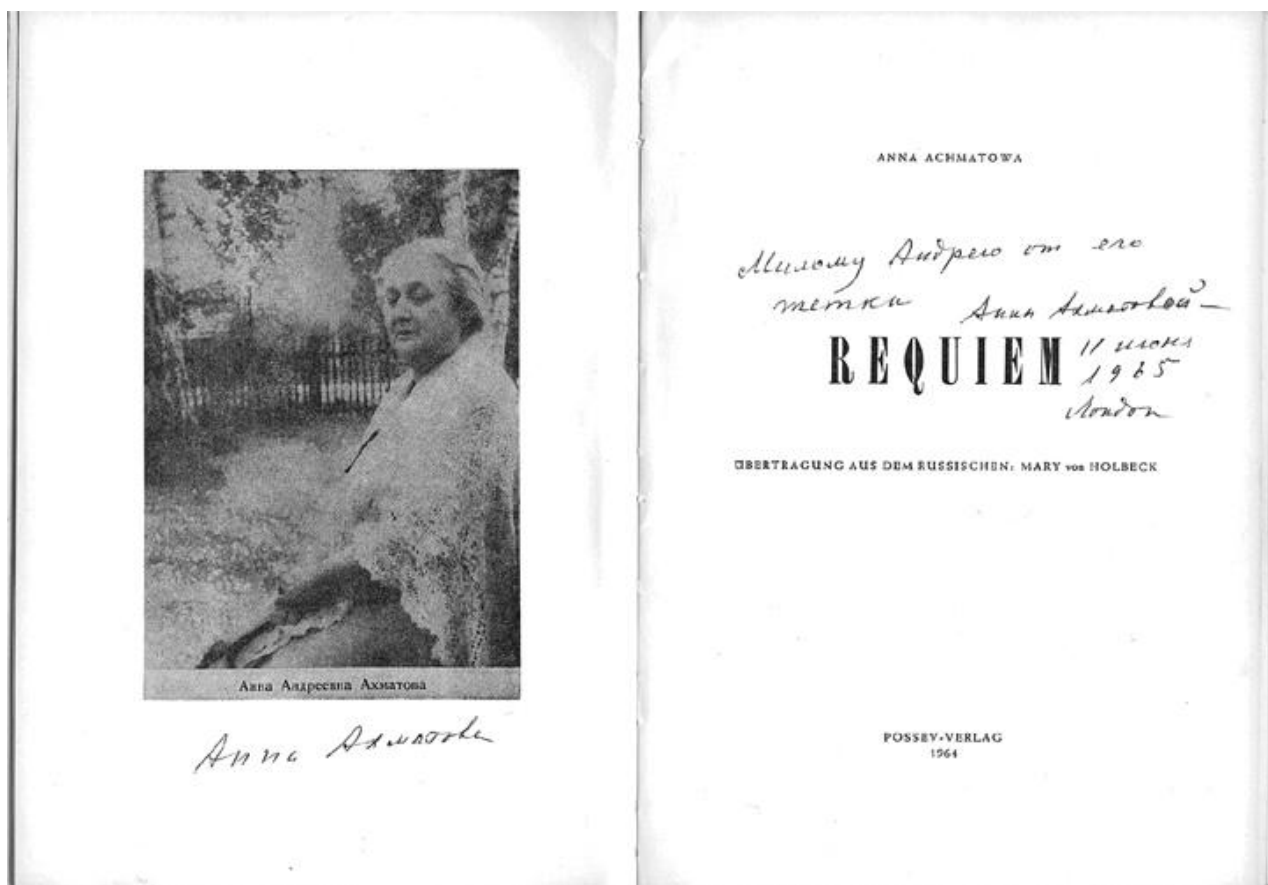 Анна Андреевна Ахматова
Анна Ахматова
ANNA ACHMATOWA
Милому Андрею от его
тетки Анны Ахматовой —
REQUIEM
11 июня
1965
London
ÜBERTRAGUNG AUS DEM RUSSISCHEN: MARY von HOLBECK
POSSEV-VERLAG
1964